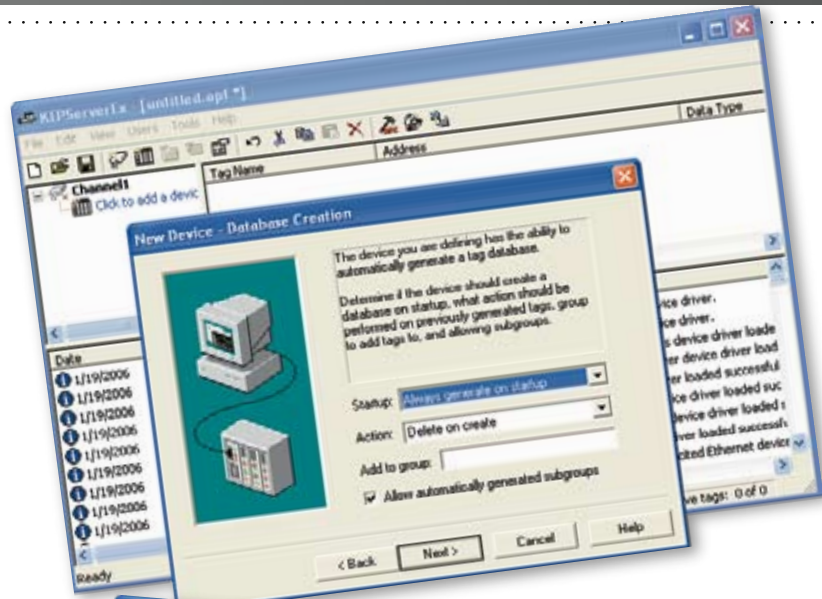 KEPServerEx - [untitled.opf *]
File Edit View Users Tools Help
Channel1
Click to add a devic
Tag Name
Address
Data Type
New Device - Database Creation
The device you are defining has the ability to
automatically generate a tag database.
Determine if the device should create a
database on startup, what action should be
performed on previously generated tags, group
to add tags to, and allowing subgroups.
Startup: Always generate on startup
Action: Delete on create
Add to group:
Allow automatically generated subgroups
< Back
Next >
Cancel
Help
Date
1/19/2006
1/19/2006
1/19/2006
1/19/2006
1/19/2006
1/19/2006
1/19/2006
1/19/2006
vice driver.
ce driver.
s device driver loade
er device driver load
er loaded successful
ice driver loaded suc
device driver loaded s
iver loaded successfu
cited Ethernet device
Ready
ve tags: 0 of 0